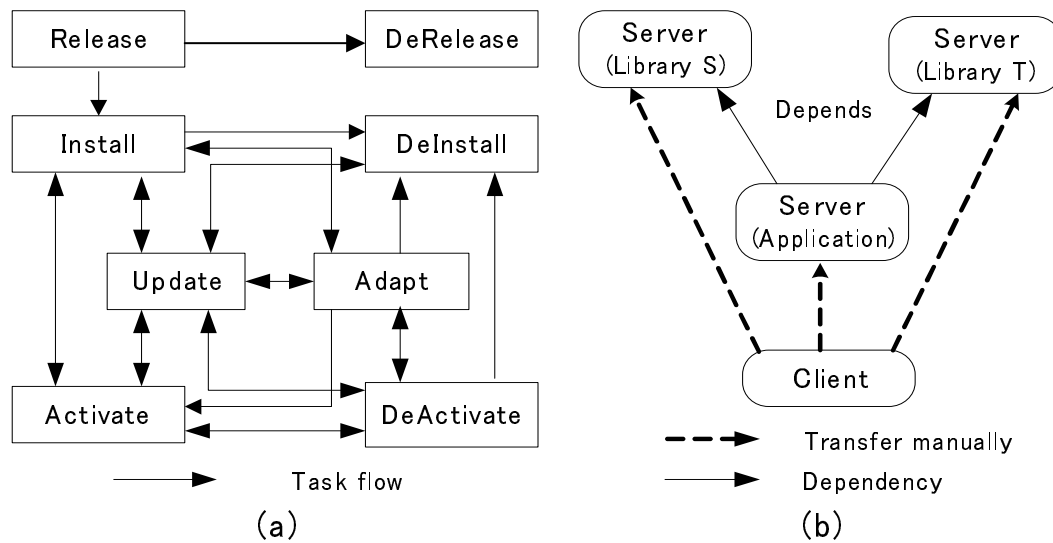 Release
DeRelease
Install
DeInstall
Update
Adapt
Activate
DeActivate
Task flow
(a)
Server
(Library S)
Server
(Library T)
Depends
Server
(Application)
Client
Transfer manually
Dependency
(b)